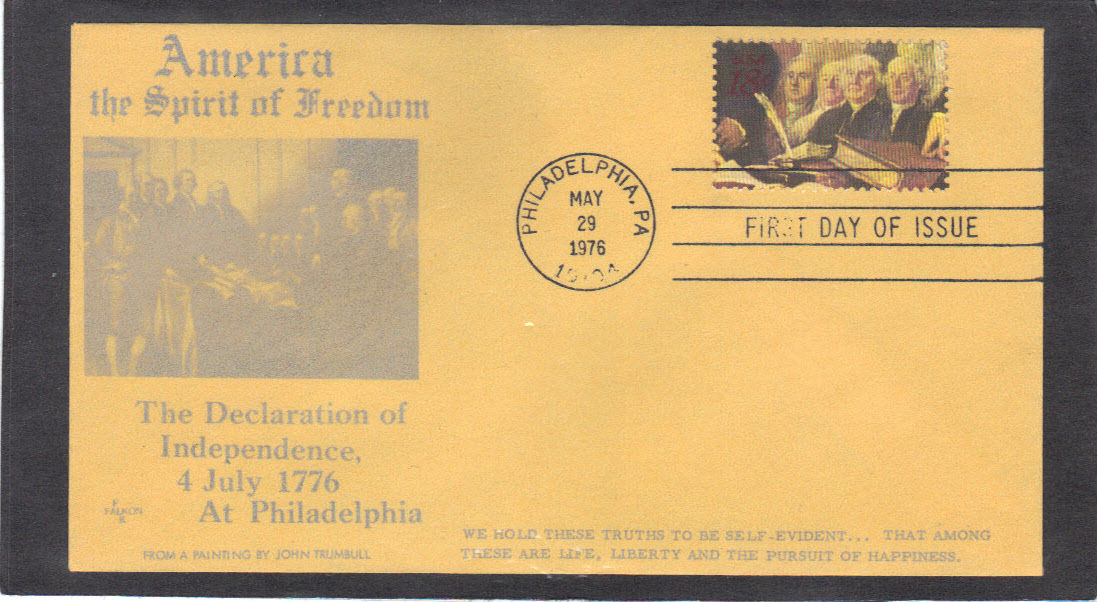 America
the Spirit of Freedom
18c
PHILADELPHIA, PA
MAY
29
1976
FIRST DAY OF ISSUE
The Declaration of
Independence,
4 July 1776
At Philadelphia
FALKON
FROM A PAINTING BY JOHN TRUMBULL
WE HOLD THESE TRUTHS TO BE SELF-EVIDENT... THAT AMONG
THESE ARE LIFE, LIBERTY AND THE PURSUIT OF HAPPINESS.